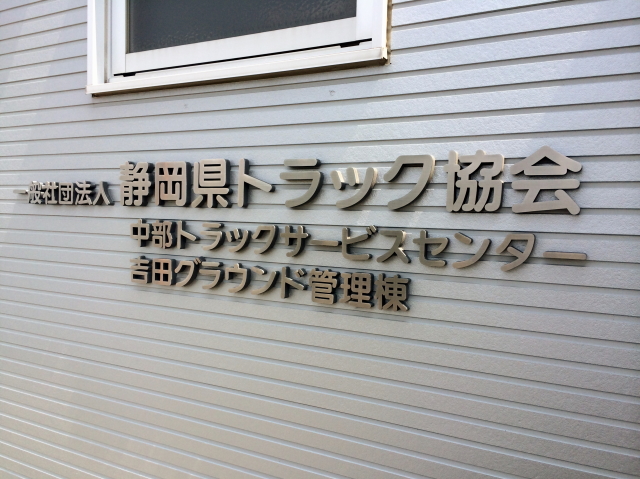 一般社団法人 静岡県トラック協会
中部トラックサービスセンター
吉田グラウンド管理棟